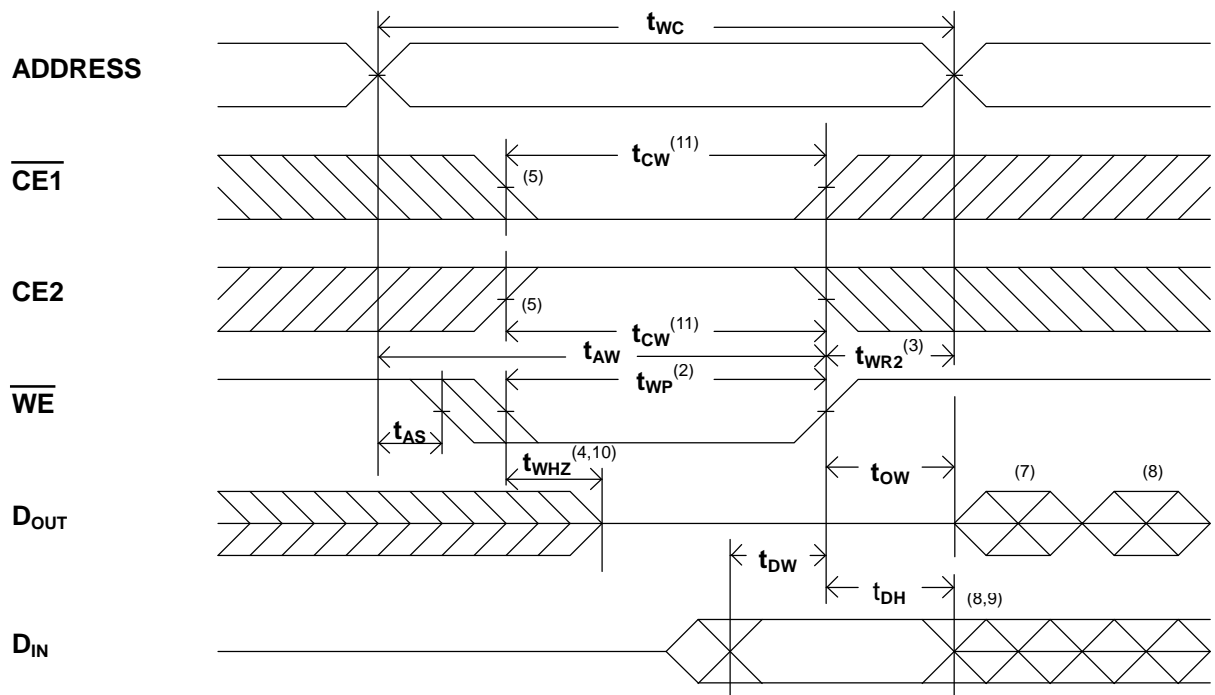 tWC
ADDRESS
CE1
tCW(11)
(5)
CE2
(5)
tCW(11)
tAW
tWR2(3)
WE
tWP(2)
tAS
tWHZ(4,10)
tOW
(7)
(8)
DOUT
tDW
tDH
(8,9)
DIN